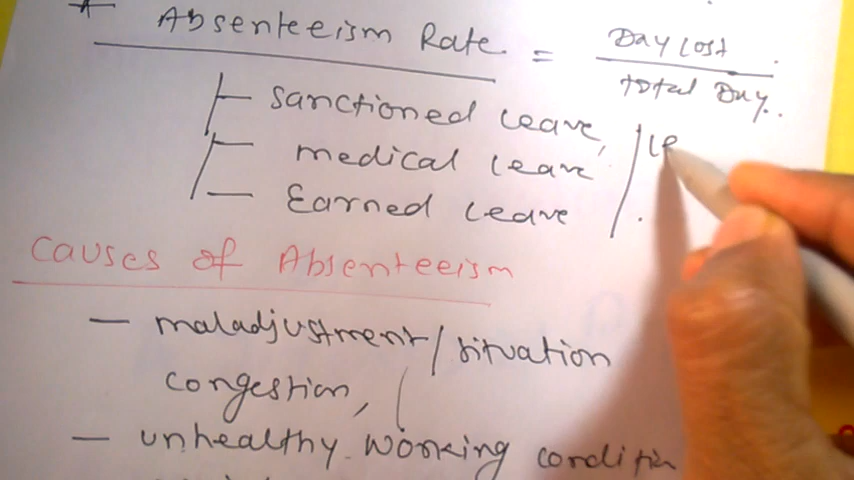 * Absenteeism Rate = Day lost / total Day.
sanctioned leave, / le
medical leave
Earned leave
Causes of Absenteeism
— maladjustment / situation
congestion,
— unhealthy working condition